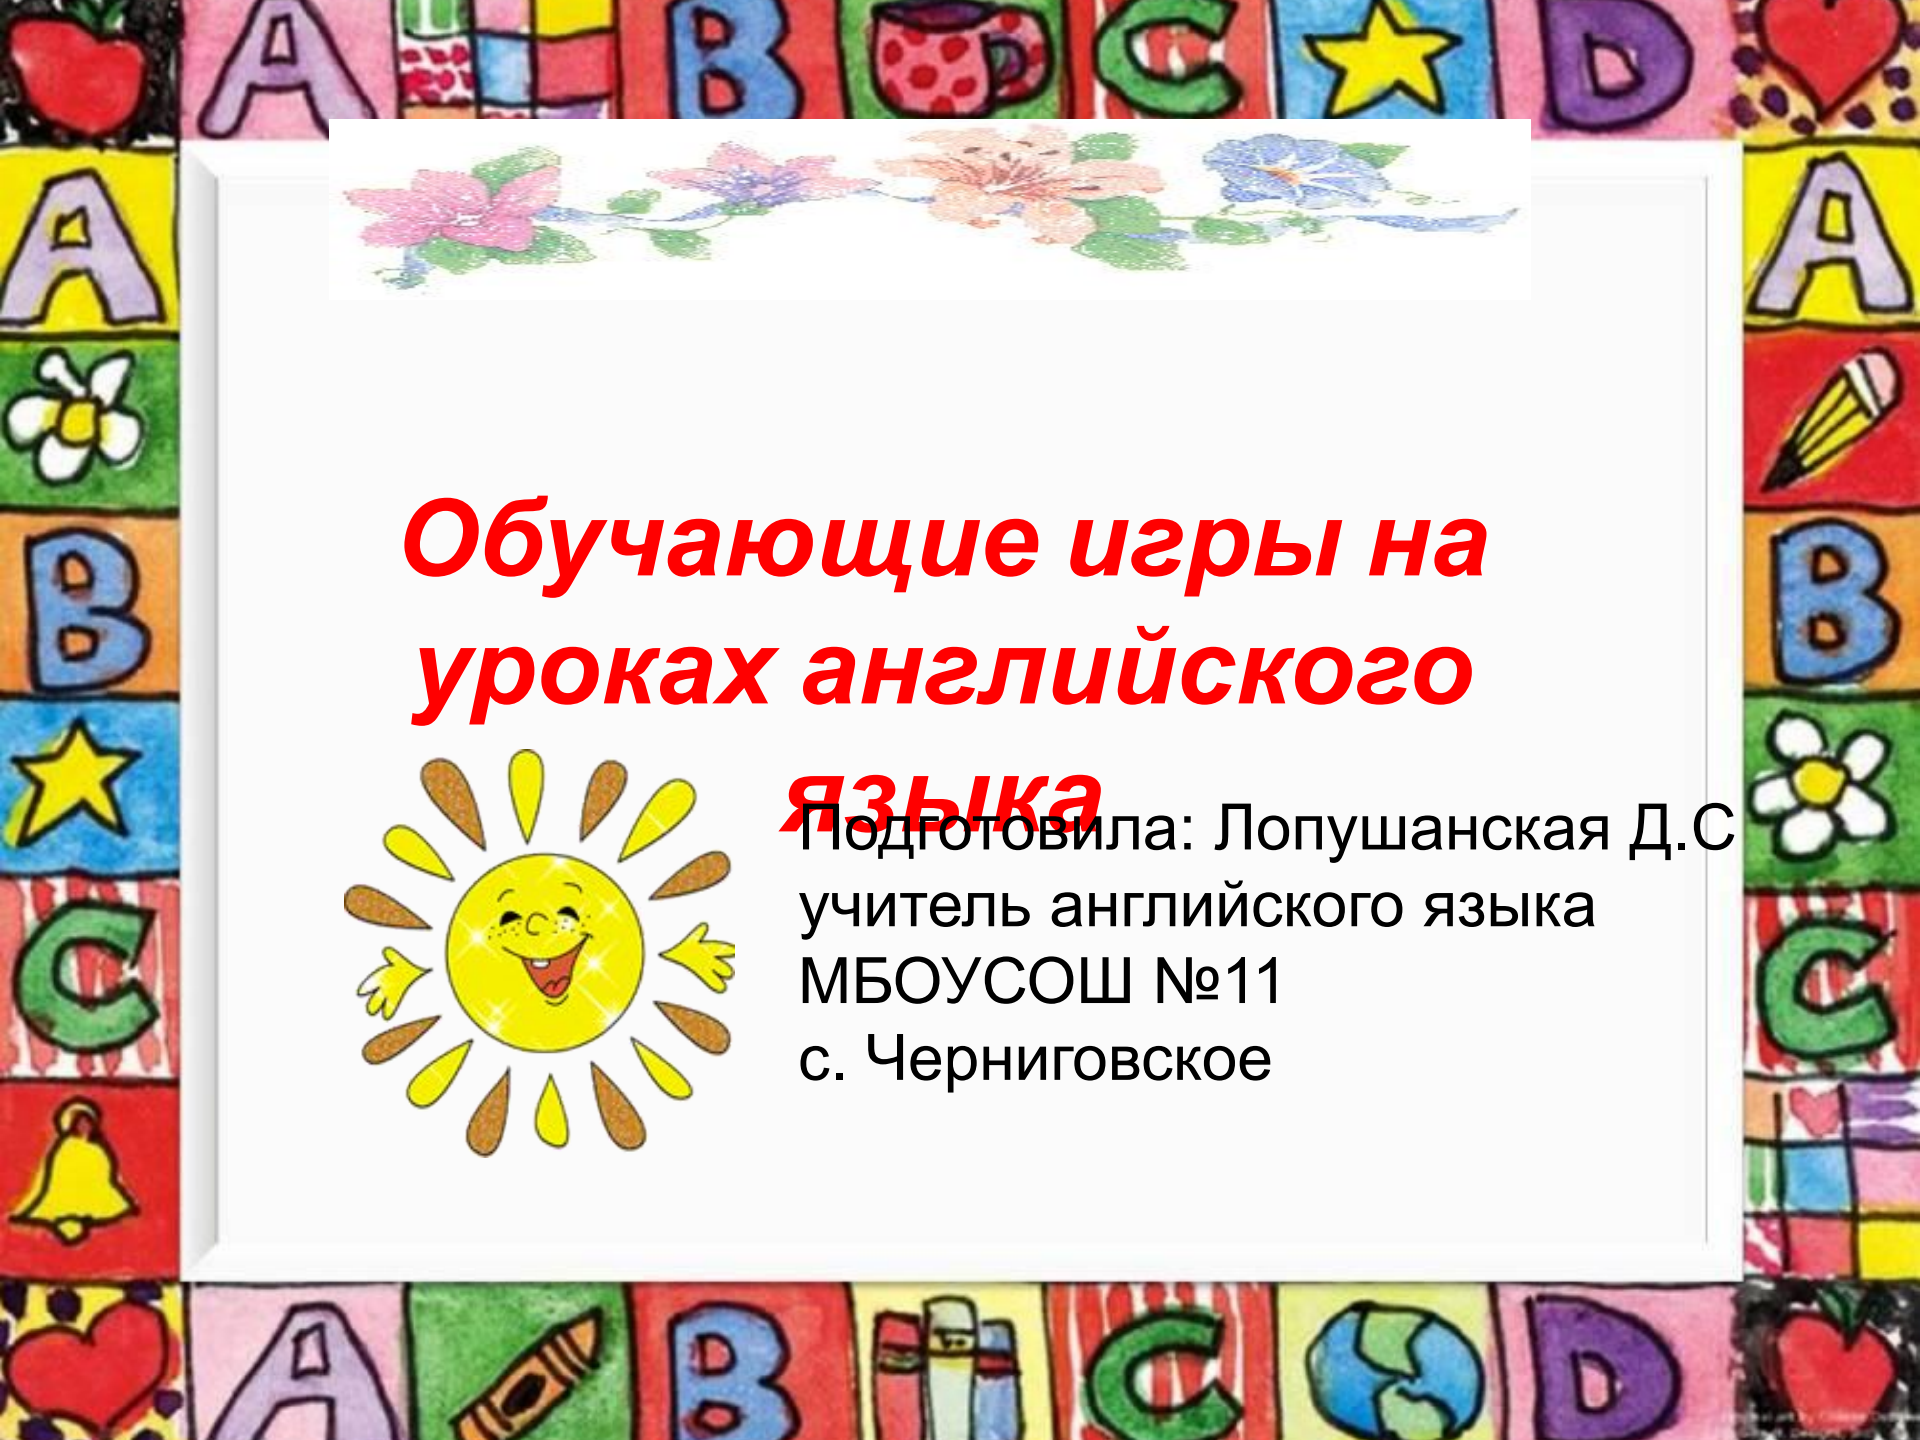 A B C D
A A
B B
C C
Обучающие игры на
уроках английского
языка
Подготовила: Лопушанская Д.С
учитель английского языка
МБОУСОШ №11
с. Черниговское
A B C D